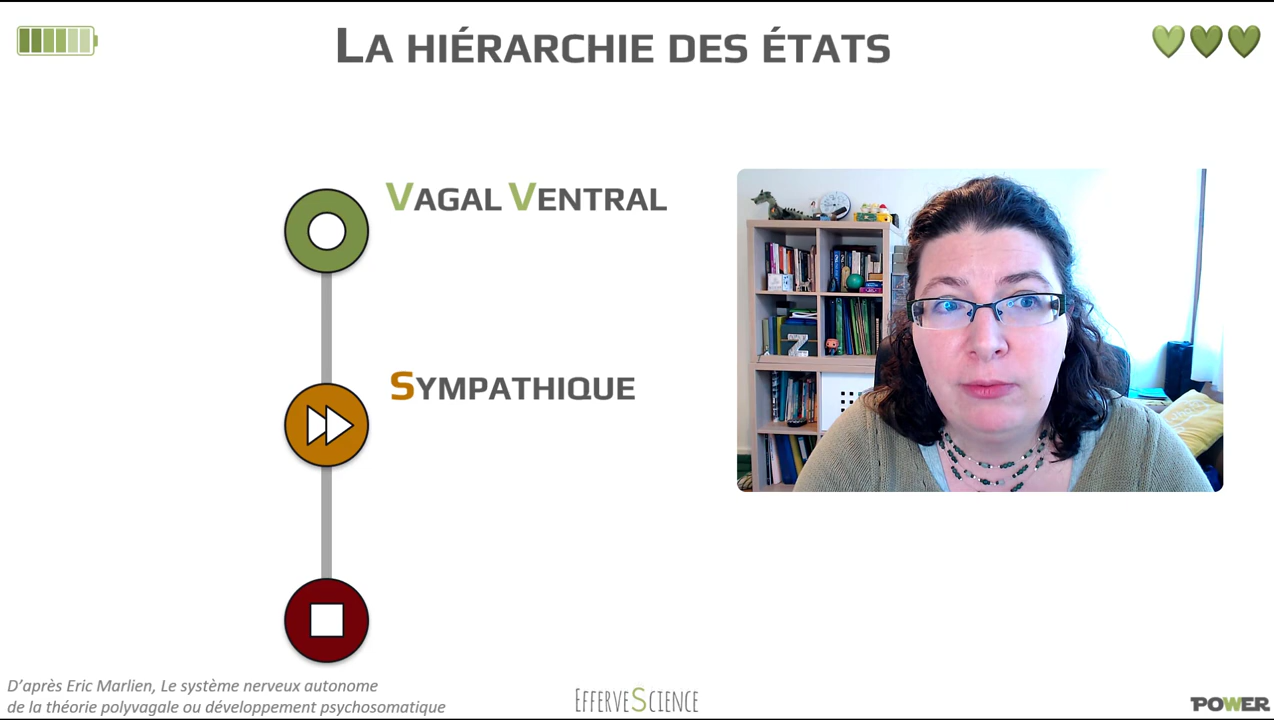 LA HIÉRARCHIE DES ÉTATS
VAGAL VENTRAL
SYMPATHIQUE
D'après Eric Marlien, Le système nerveux autonome
de la théorie polyvagale ou développement psychosomatique
EFFERVESCIENCE
POWER